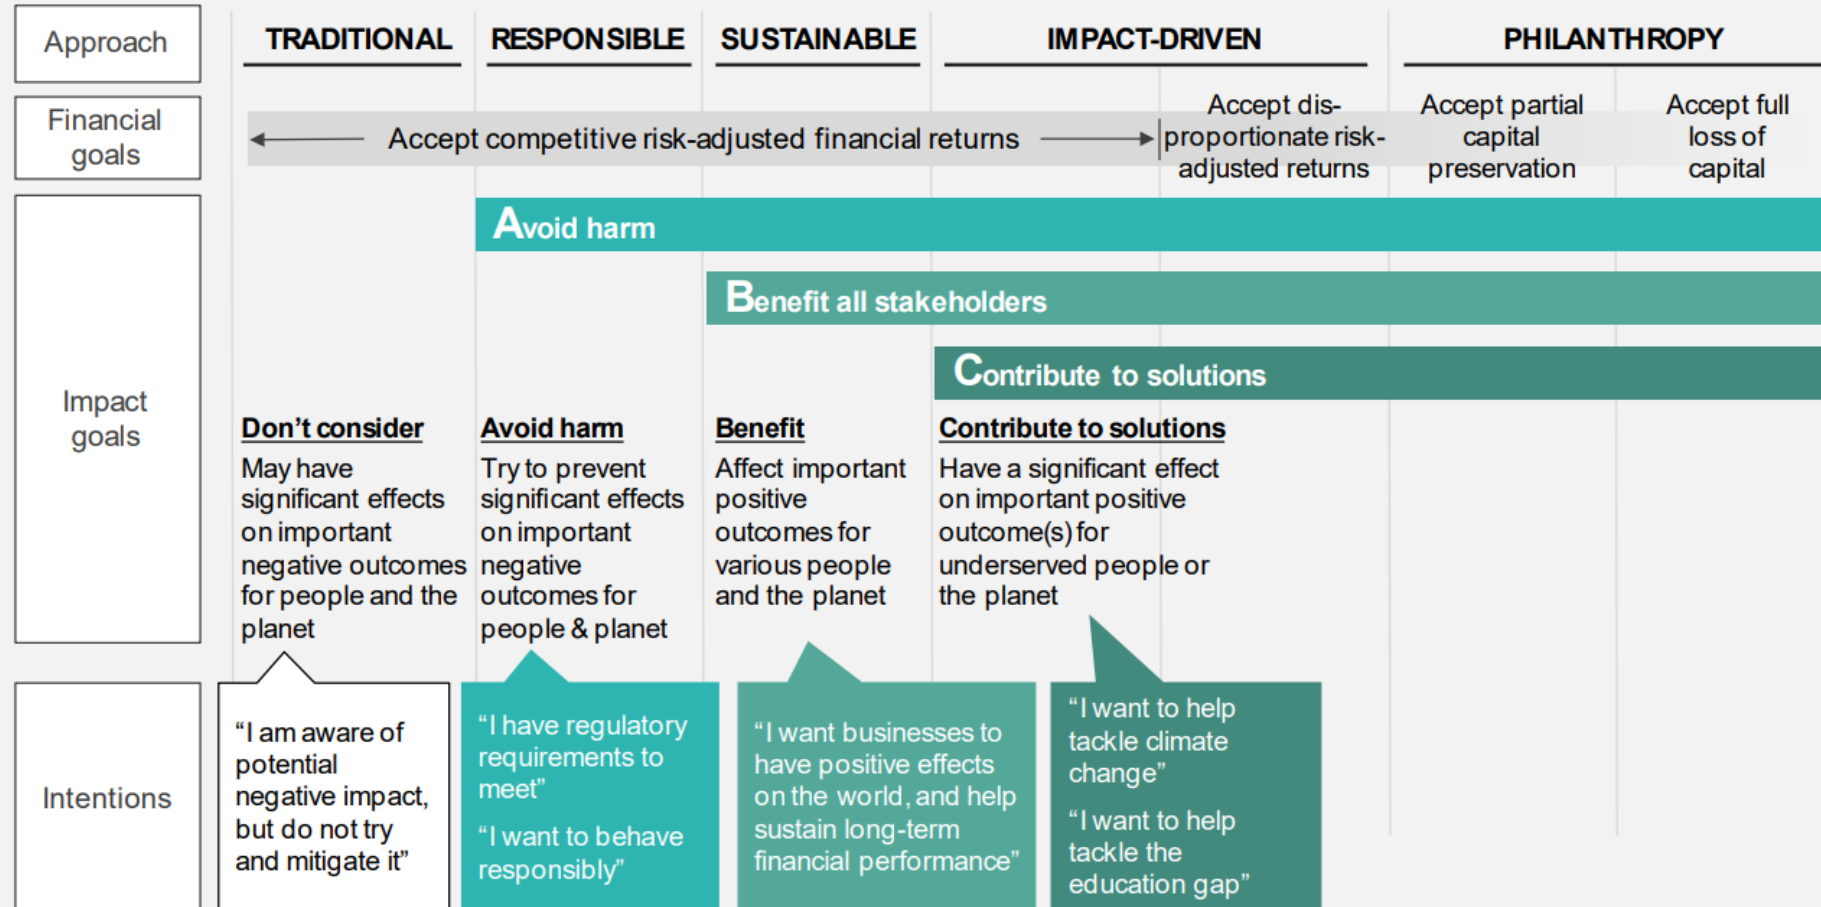 Approach
TRADITIONAL
RESPONSIBLE
SUSTAINABLE
IMPACT-DRIVEN
PHILANTHROPY
Financial
goals
Accept competitive risk-adjusted financial returns
Accept dis-
proportionate risk-
adjusted returns
Accept partial
capital
preservation
Accept full
loss of
capital
Impact
goals
Avoid harm
Benefit all stakeholders
Contribute to solutions
Don’t consider
May have
significant effects
on important
negative outcomes
for people and the
planet
Avoid harm
Try to prevent
significant effects
on important
negative
outcomes for
people & planet
Benefit
Affect important
positive
outcomes for
various people
and the planet
Contribute to solutions
Have a significant effect
on important positive
outcome(s) for
underserved people or
the planet
Intentions
“I am aware of
potential
negative impact,
but do not try
and mitigate it”
“I have regulatory
requirements to
meet”
“I want to behave
responsibly”
“I want businesses to
have positive effects
on the world, and help
sustain long-term
financial performance”
“I want to help
tackle climate
change”
“I want to help
tackle the
education gap”